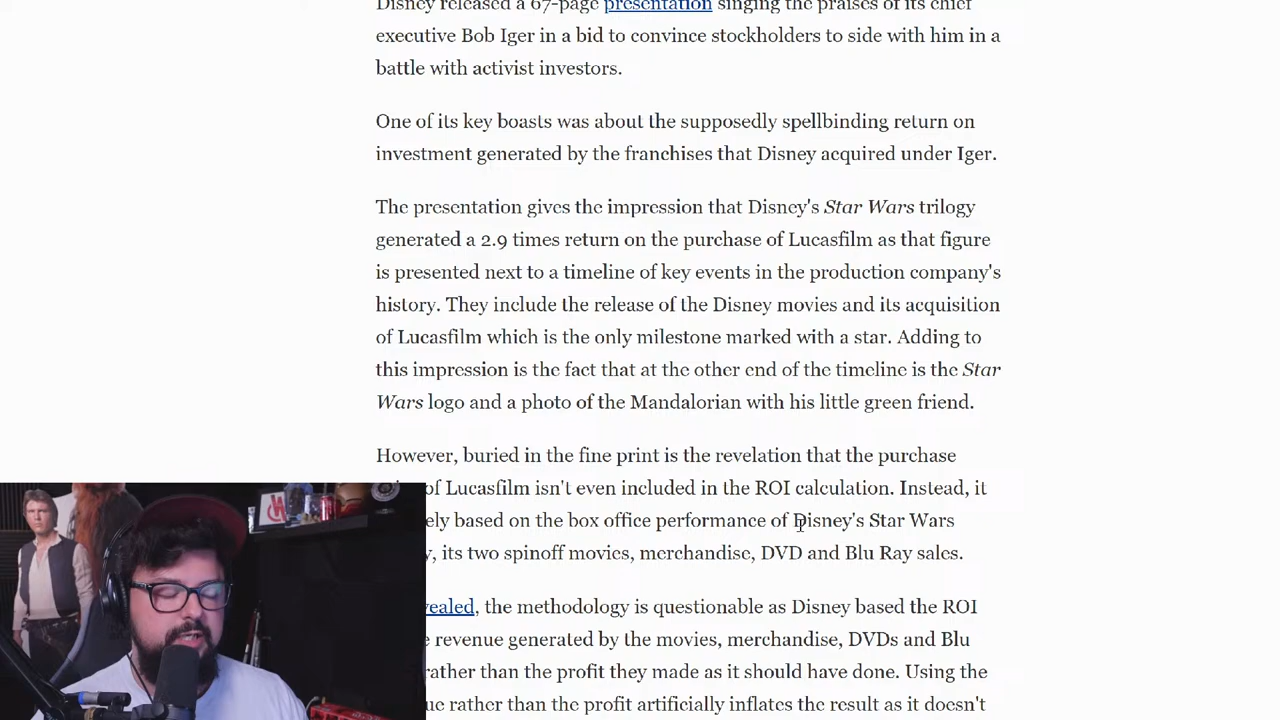 Disney released a 67-page presentation singing the praises of its chief
executive Bob Iger in a bid to convince stockholders to side with him in a
battle with activist investors.
One of its key boasts was about the supposedly spellbinding return on
investment generated by the franchises that Disney acquired under Iger.
The presentation gives the impression that Disney's Star Wars trilogy
generated a 2.9 times return on the purchase of Lucasfilm as that figure
is presented next to a timeline of key events in the production company's
history. They include the release of the Disney movies and its acquisition
of Lucasfilm which is the only milestone marked with a star. Adding to
this impression is the fact that at the other end of the timeline is the Star
Wars logo and a photo of the Mandalorian with his little green friend.
However, buried in the fine print is the revelation that the purchase
of Lucasfilm isn't even included in the ROI calculation. Instead, it
ely based on the box office performance of Disney's Star Wars
y, its two spinoff movies, merchandise, DVD and Blu Ray sales.
vealed, the methodology is questionable as Disney based the ROI
e revenue generated by the movies, merchandise, DVDs and Blu
rather than the profit they made as it should have done. Using the
ue rather than the profit artificially inflates the result as it doesn't